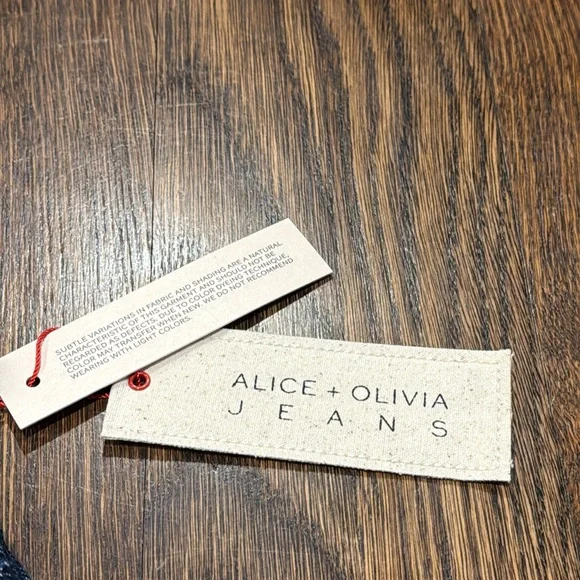 SUBTLE VARIATIONS IN FABRIC AND SHADING ARE A NATURAL
CHARACTERISTIC OF THIS GARMENT AND SHOULD NOT BE
REGARDED AS DEFECTS. DUE TO COLOR DYEING TECHNIQUE,
COLOR MAY TRANSFER WHEN NEW. WE DO NOT RECOMMEND
WEARING WITH LIGHT COLORS.
ALICE + OLIVIA
JEANS